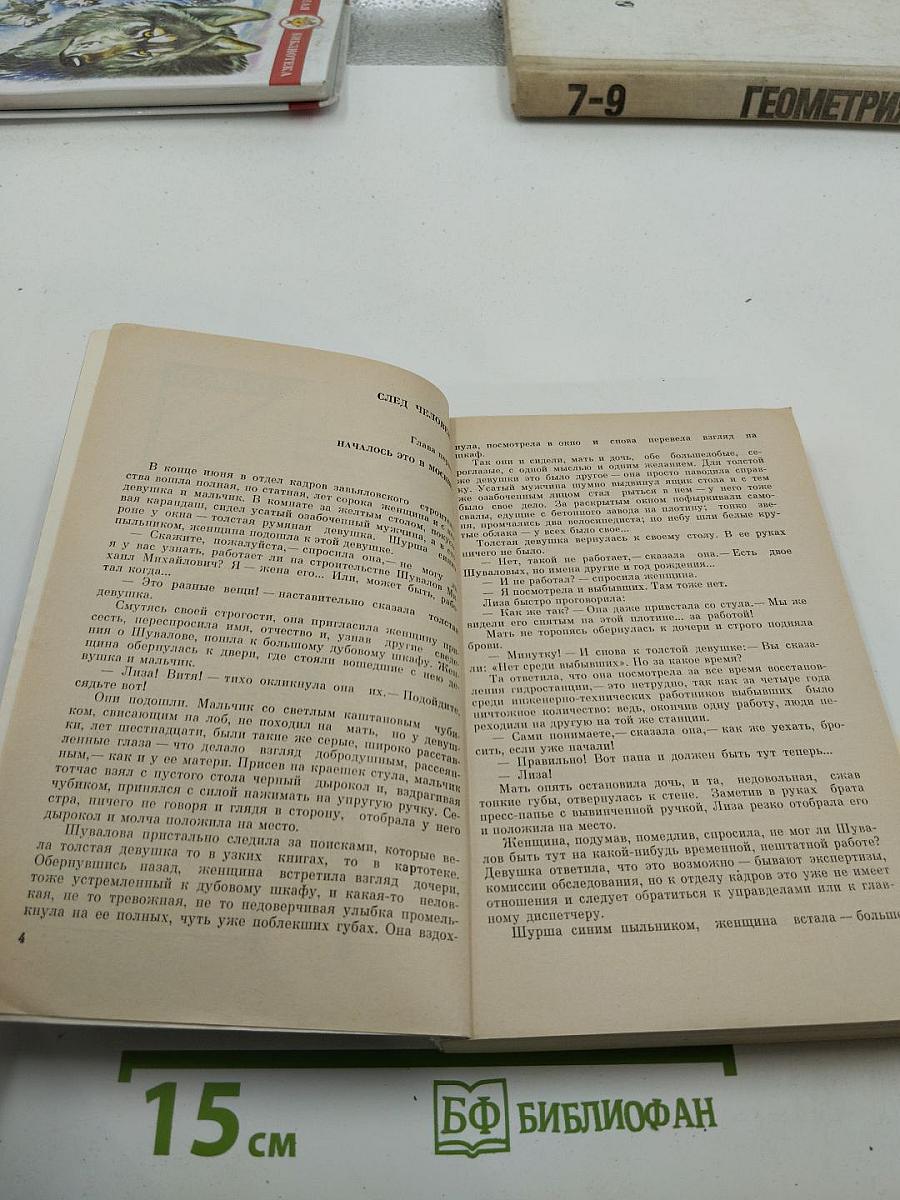 БИБЛИОТЕКА
7-9
ГЕОМЕТРИЯ
СЛЕД
Глава
НАЧАЛОСЬ ЭТО В
В конце июня в отдел кадров заньяловского
ства вошла полная, но статная, лет сорока женщина и с
девушка и мальчик. В комнате за желтым столом,
вая карандаш, сидел усатый озабоченный мужчина, а в
роне у окна — толстая румяная девушка. Шурша
пыльником, женщина подошла к этой девушке.
— Скажите, пожалуйста,— спросила она,— не могу
я у вас узнать, работает ли на строительстве Шувалов
хаил Михайлович? Я — жена его... Или, может быть,
тал когда...
— Это разные вещи! — наставительно сказала толстая
девушка.
Смутясь своей строгости, она пригласила женщину
сесть, переспросила имя, отчество и, узнав другие
ния о Шувалове, пошла к большому дубовому шкафу.
щина обернулась к двери, где стояли вошедшие с нею
вушка и мальчик.
— Лиза! Витя! — тихо окликнула она их.— Подойдите,
сядьте вот!
Они подошли. Мальчик со светлым каштановым чуби-
ком, свисающим на лоб, не походил на мать, но у девуш-
ки, лет шестнадцати, были такие же серые, широко расстав-
ленные глаза — что делало взгляд добродушным, рассеян-
ным,— как и у ее матери. Присев на краешек стула, мальчик
тотчас взял с пустого стола черный дырокол и, вздрагивая
чубиком, принялся с силой нажимать на упругую ручку. Се-
стра, ничего не говоря и глядя в сторону, отобрала у него
дырокол и молча положила на место.
Шувалова пристально следила за поисками, которые ве-
ла толстая девушка то в узких книгах, то в картотеке.
Обернувшись назад, женщина встретила взгляд дочери,
тоже устремленный к дубовому шкафу, и какая-то нелов-
кая, не то тревожная, не то недоверчивая улыбка промель-
кнула на ее полных, чуть уже поблекших губах. Она вздох-
4
нула, посмотрела в окно и снова перевела взгляд на
шкаф.
Так они и сидели, мать и дочь, обе большелобые, се-
роглазые, с одной мыслью и одним желанием. Для толстой
же девушки это было другое — она просто наводила справ-
ку. Усатый мужчина шумно выдвинул ящик стола и с тем
же озабоченным лицом стал рыться в нем — у него тоже
было свое дело. За раскрытым окном пофыркивали само-
свалы, едущие с бетонного завода на плотину; тонко зве-
ня, промчались два велосипедиста; по небу шли белые кру-
тые облака — у всех было свое...
Толстая девушка вернулась к своему столу. В ее руках
ничего не было.
— Нет, такой не работает,— сказала она.— Есть двое
Шуваловых, но имена другие и год рождения...
— И не работал? — спросила женщина.
— Я посмотрела и выбывших. Там тоже нет.
Лиза быстро проговорила:
— Как же так? — Она даже привстала со стула.— Мы же
видели его снятым на этой плотине... за работой!
Мать не торопясь обернулась к дочери и строго подняла
брови.
— Минутку! — И снова к толстой девушке:— Вы сказа-
ли: «Нет среди выбывших». Но за какое время?
Та ответила, что она посмотрела за все время восстанов-
ления гидростанции,— это нетрудно, так как за четыре года
среди инженерно-технических работников выбывших было
ничтожное количество: ведь, окончив одну работу, люди пе-
реходили на другую на той же станции.
— Сами понимаете,— сказала она,— как же уехать, бро-
сить, если уже начали!
— Правильно! Вот папа и должен быть тут теперь...
— Лиза!
Мать опять остановила дочь, и та, недовольная, сжав
тонкие губы, отвернулась к стене. Заметив в руках брата
пресс-папье с вывинченной ручкой, Лиза резко отобрала его
и положила на место.
Женщина, подумав, помедлив, спросила, не мог ли Шува-
лов быть тут на какой-нибудь временной, нештатной работе?
Девушка ответила, что это возможно — бывают экспертизы,
комиссии обследования, но к отделу ка́дров это уже не имеет
отношения и следует обратиться к управделами или к глав-
ному диспетчеру.
Шурша синим пыльником, женщина встала — больше
15 см
БФ БИБЛИОФАН